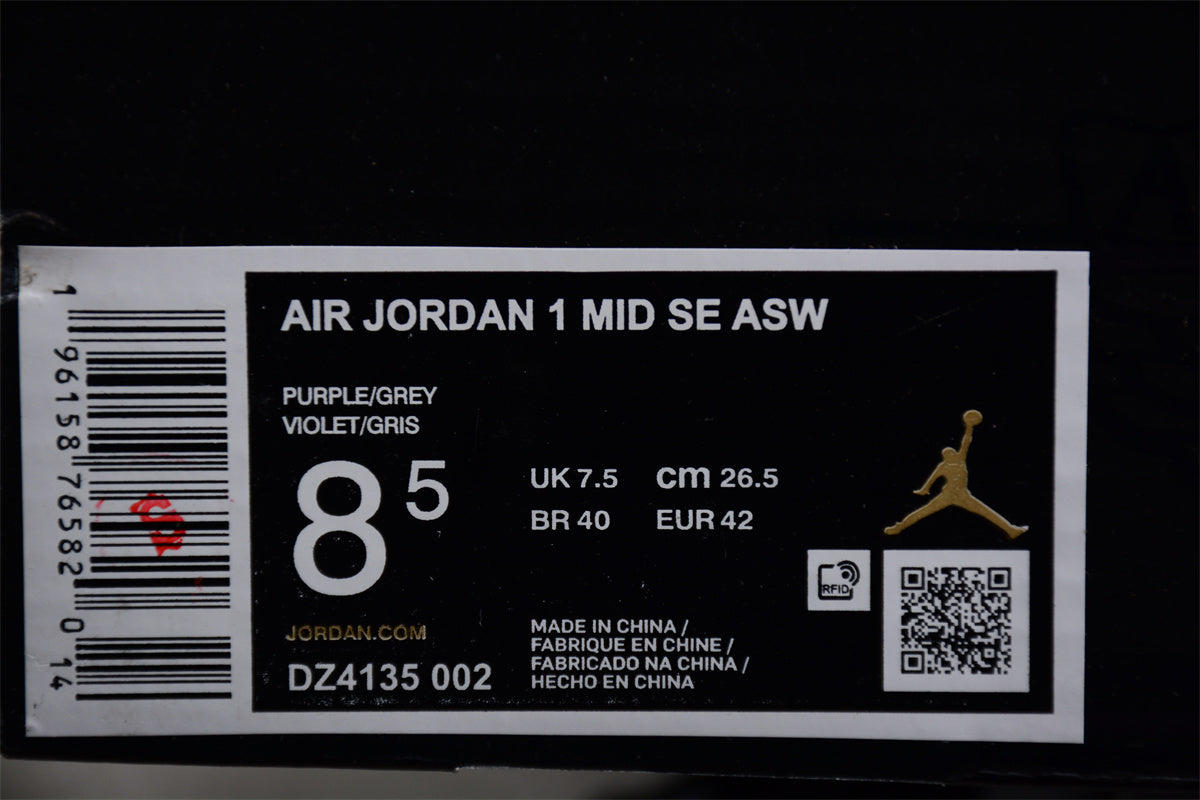 AIR JORDAN 1 MID SE ASW
PURPLE/GREY
VIOLET/GRIS
8 5
UK 7.5 cm 26.5
BR 40 EUR 42
RFID
JORDAN.COM
DZ4135 002
MADE IN CHINA /
FABRIQUE EN CHINE /
FABRICADO NA CHINA /
HECHO EN CHINA
1 96158 76582 0 14
S